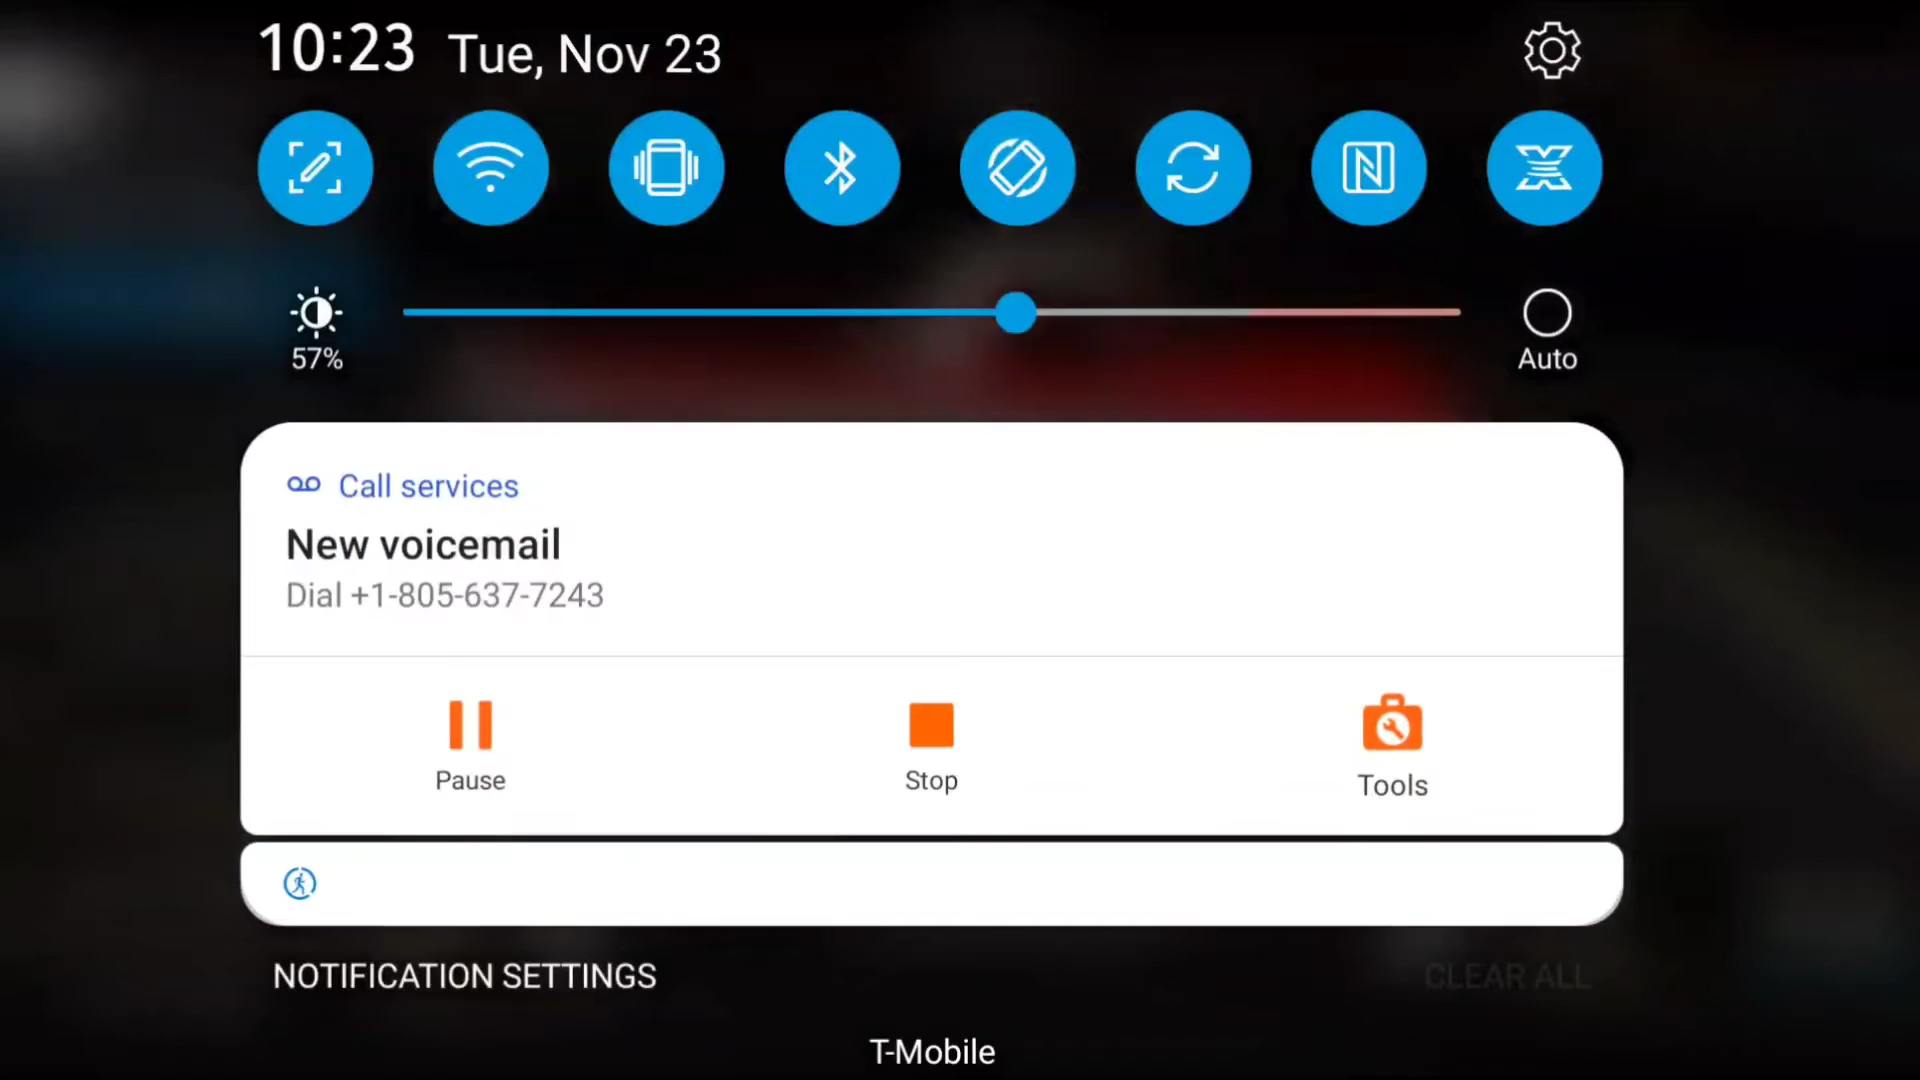 10:23 Tue, Nov 23
57%
Auto
Call services
New voicemail
Dial +1-805-637-7243
Pause
Stop
Tools
NOTIFICATION SETTINGS
CLEAR ALL
T-Mobile